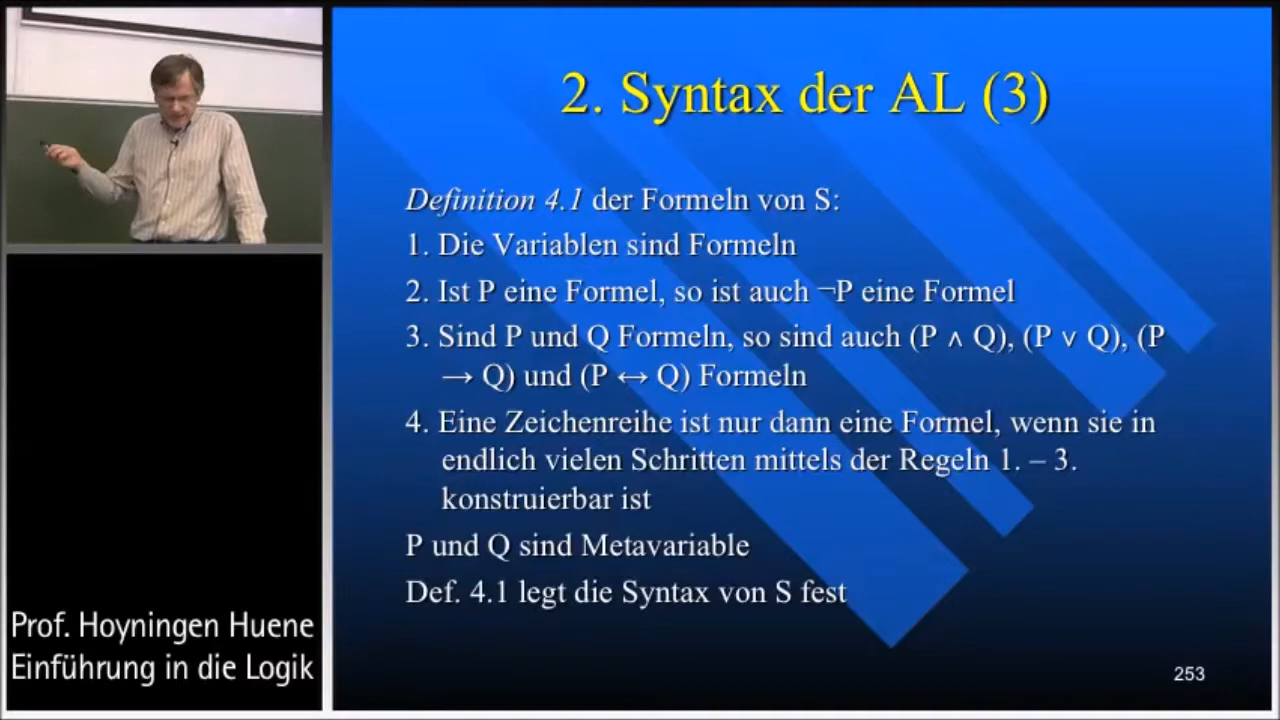 2. Syntax der AL (3)
Definition 4.1 der Formeln von S:
1. Die Variablen sind Formeln
2. Ist P eine Formel, so ist auch ¬P eine Formel
3. Sind P und Q Formeln, so sind auch (P ∧ Q), (P ∨ Q), (P
→ Q) und (P ↔ Q) Formeln
4. Eine Zeichenreihe ist nur dann eine Formel, wenn sie in
endlich vielen Schritten mittels der Regeln 1. – 3.
konstruierbar ist
P und Q sind Metavariable
Def. 4.1 legt die Syntax von S fest
253
Prof. Hoyningen Huene
Einführung in die Logik